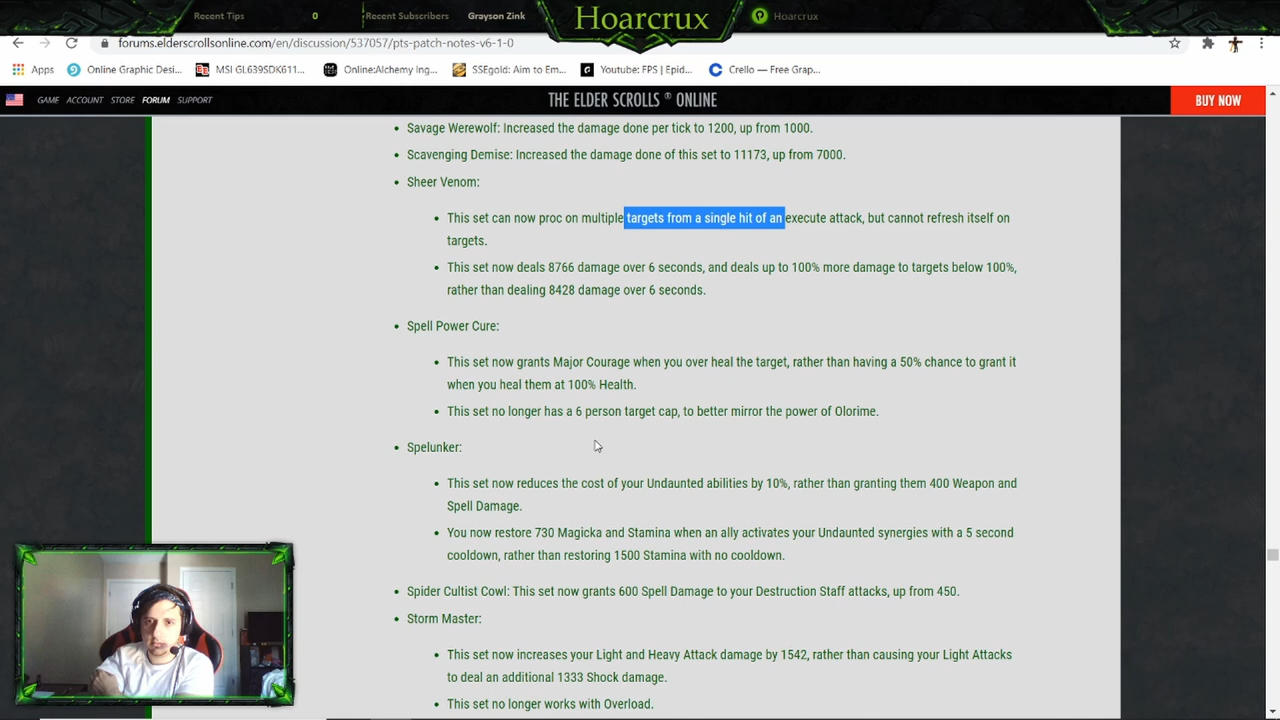 Recent Tips 0 Recent Subscribers Grayson Zink Hoarcrux Hoarcrux
forums.elderscrollsonline.com/en/discussion/537057/pts-patch-notes-v6-1-0
Apps Online Graphic Desi... MSI GL639SDK611... Online:Alchemy Ing... SSEgold: Aim to Em... Youtube: FPS | Epid... Crello — Free Grap...
GAME ACCOUNT STORE FORUM SUPPORT THE ELDER SCROLLS ® ONLINE BUY NOW
• Savage Werewolf: Increased the damage done per tick to 1200, up from 1000.
• Scavenging Demise: Increased the damage done of this set to 11173, up from 7000.
• Sheer Venom:
• This set can now proc on multiple targets from a single hit of an execute attack, but cannot refresh itself on
targets.
• This set now deals 8766 damage over 6 seconds, and deals up to 100% more damage to targets below 100%,
rather than dealing 8428 damage over 6 seconds.
• Spell Power Cure:
• This set now grants Major Courage when you over heal the target, rather than having a 50% chance to grant it
when you heal them at 100% Health.
• This set no longer has a 6 person target cap, to better mirror the power of Olorime.
• Spelunker:
• This set now reduces the cost of your Undaunted abilities by 10%, rather than granting them 400 Weapon and
Spell Damage.
• You now restore 730 Magicka and Stamina when an ally activates your Undaunted synergies with a 5 second
cooldown, rather than restoring 1500 Stamina with no cooldown.
• Spider Cultist Cowl: This set now grants 600 Spell Damage to your Destruction Staff attacks, up from 450.
• Storm Master:
• This set now increases your Light and Heavy Attack damage by 1542, rather than causing your Light Attacks
to deal an additional 1333 Shock damage.
• This set no longer works with Overload.